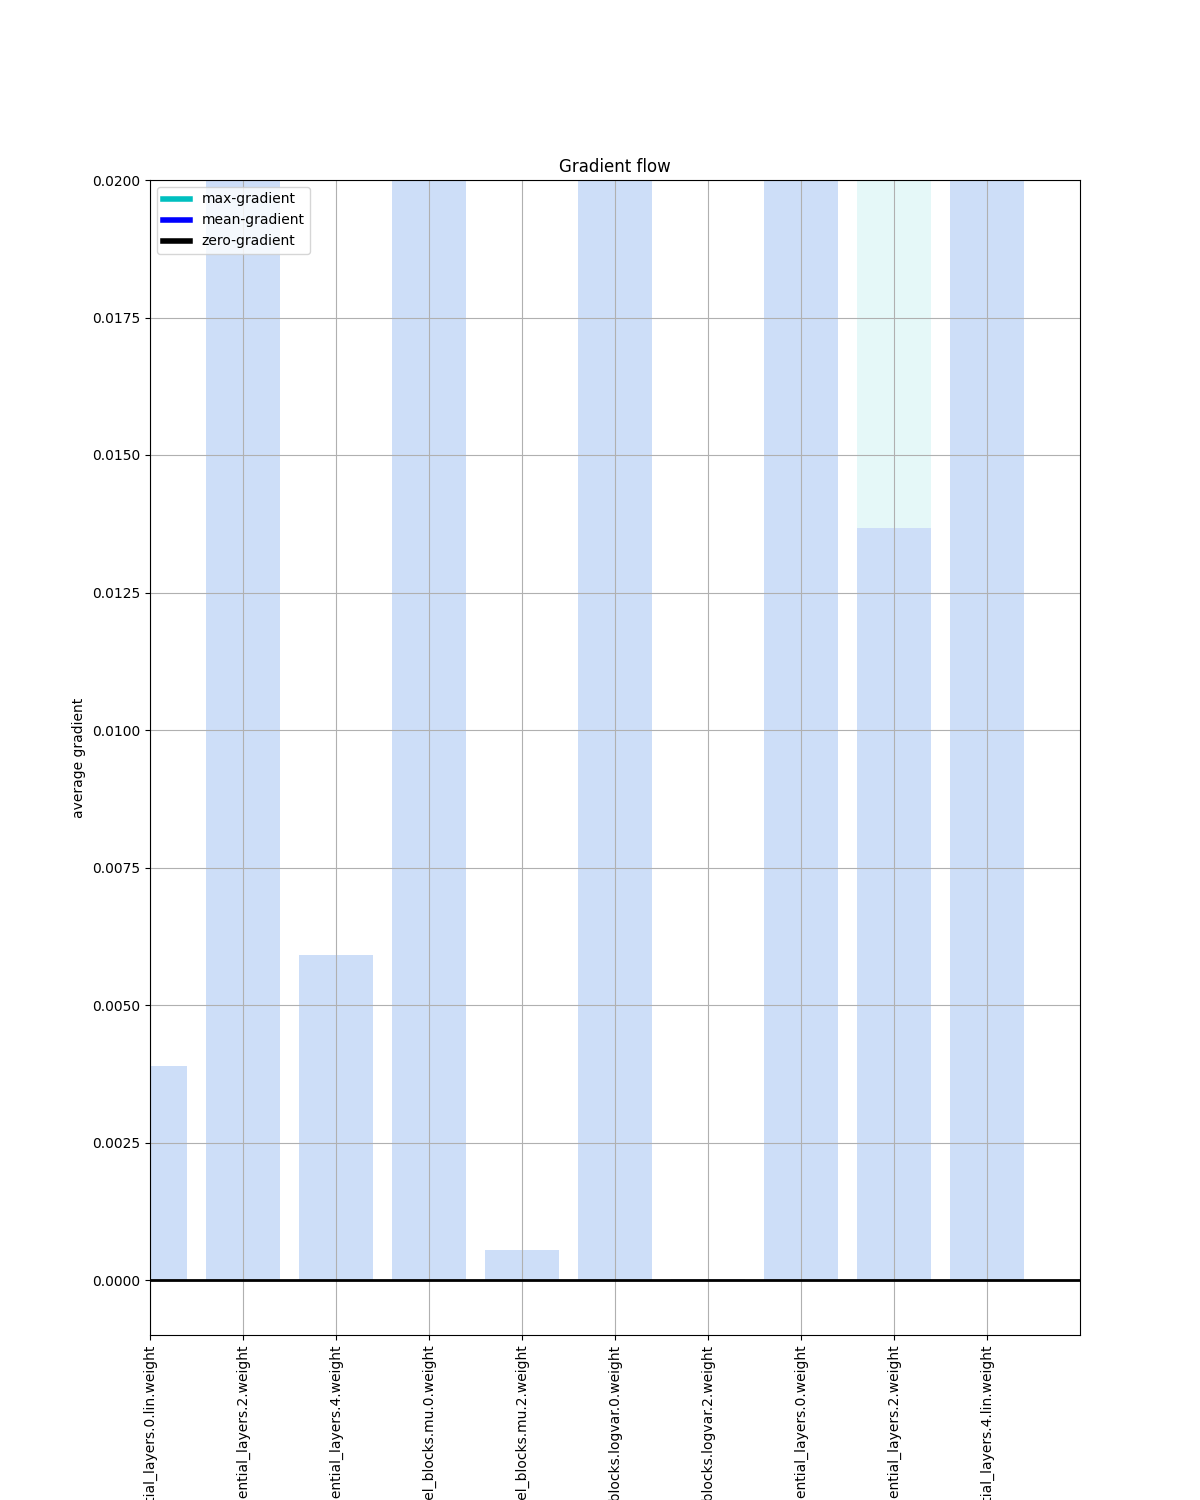 Gradient flow
max-gradient
mean-gradient
zero-gradient
0.0200
0.0175
0.0150
0.0125
0.0100
0.0075
0.0050
0.0025
0.0000
average gradient
tial_layers.0.lin.weight
ential_layers.2.weight
ential_layers.4.weight
el_blocks.mu.0.weight
el_blocks.mu.2.weight
blocks.logvar.0.weight
blocks.logvar.2.weight
ential_layers.0.weight
ential_layers.2.weight
tial_layers.4.lin.weight